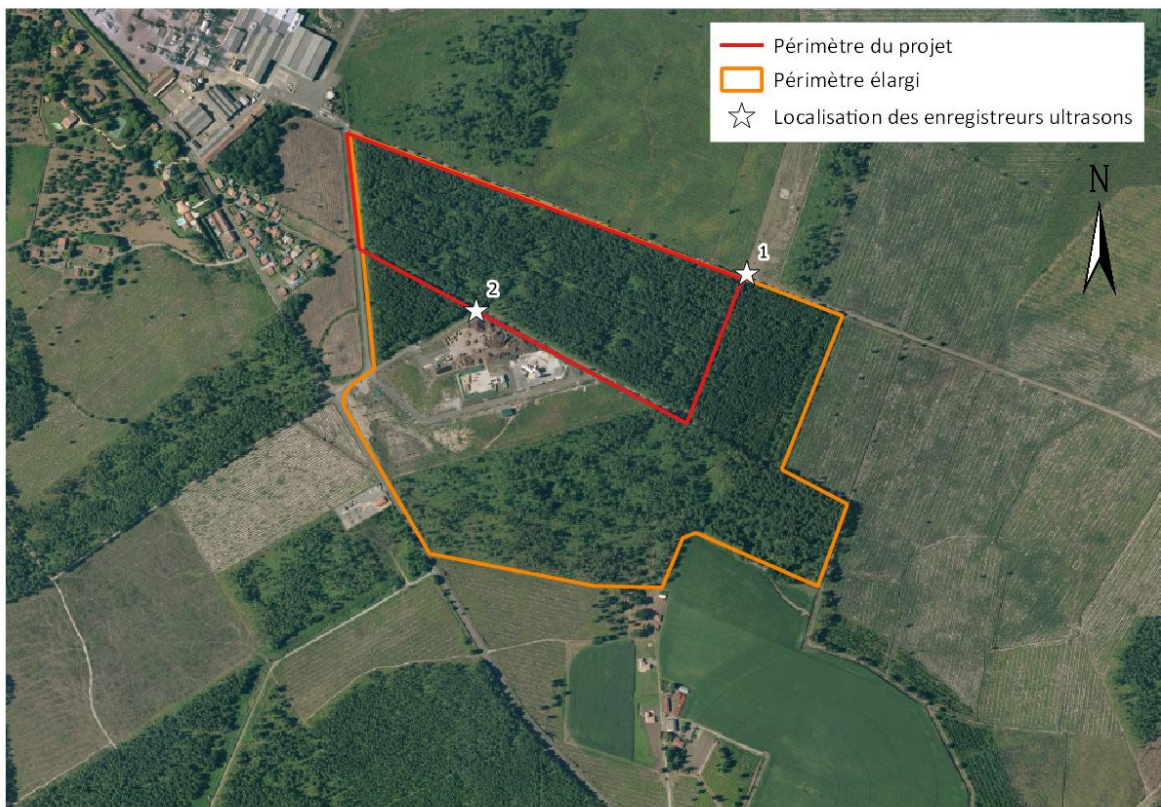 Périmètre du projet
Périmètre élargi
Localisation des enregistreurs ultrasons
N
1
2